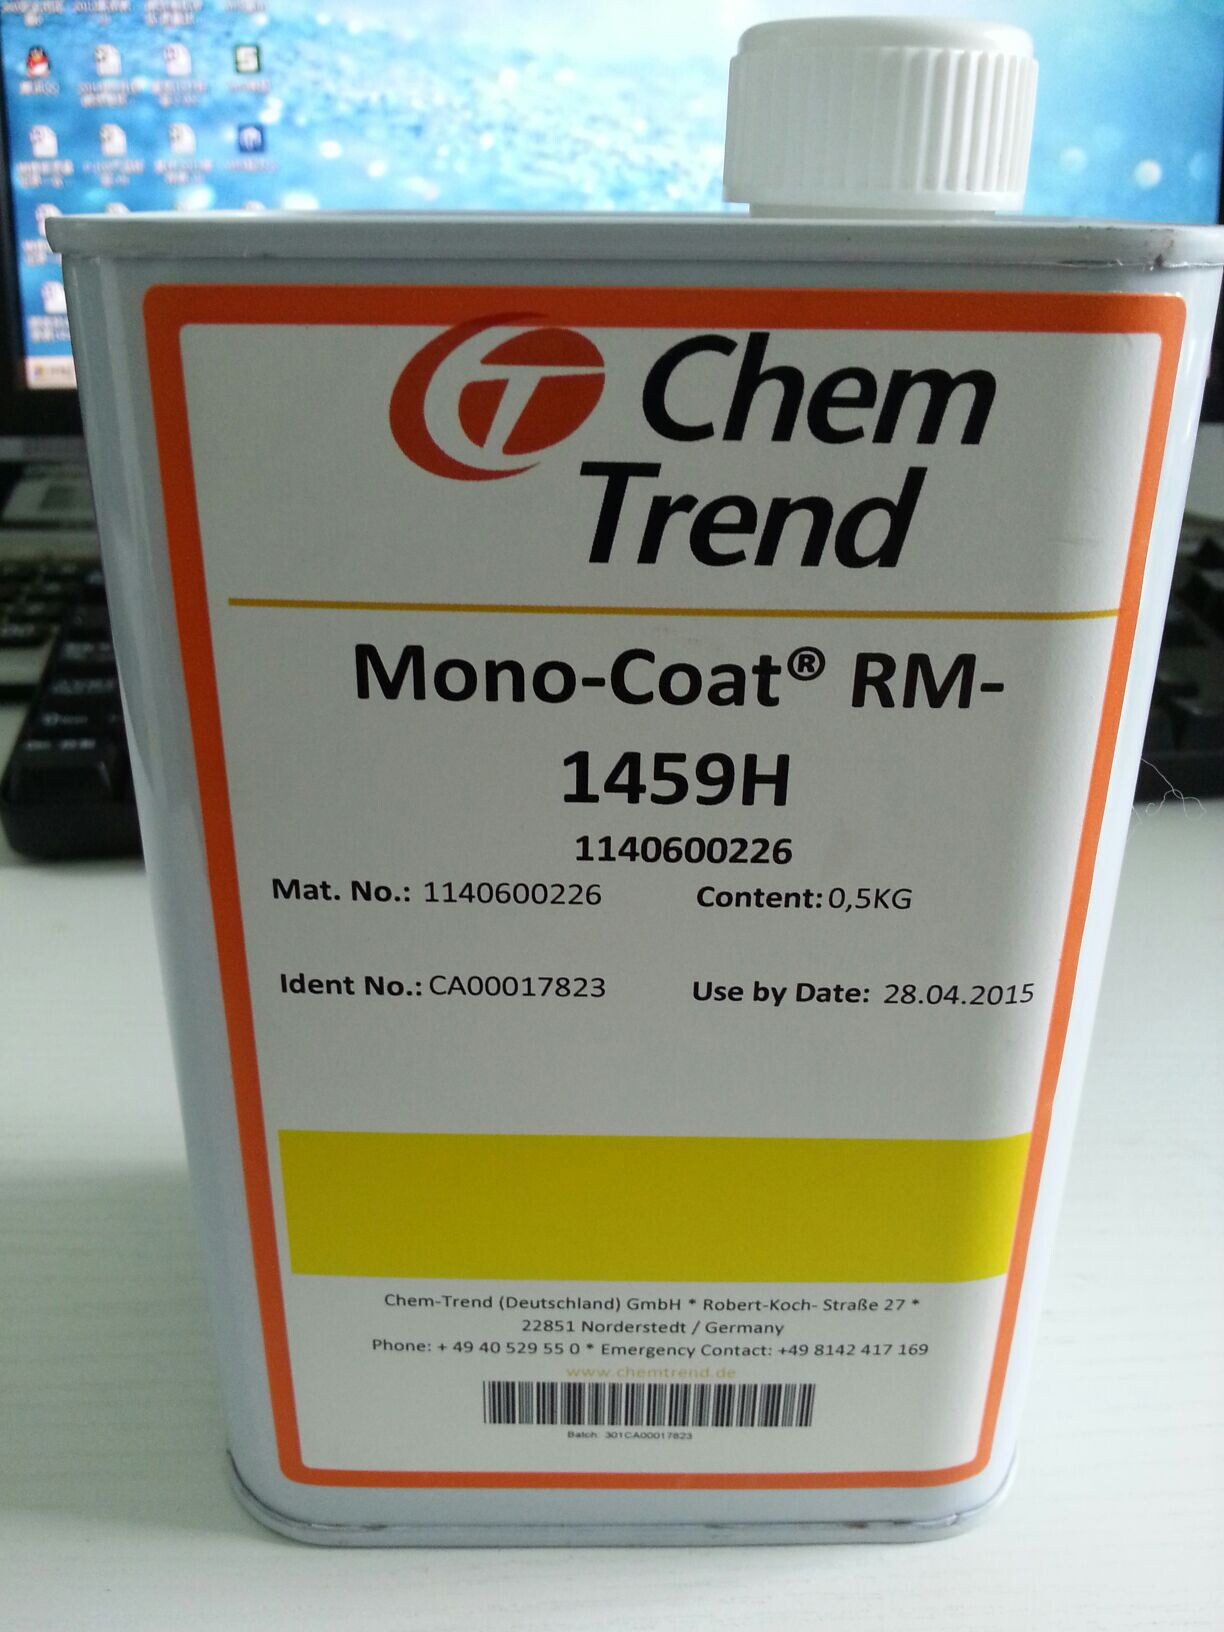 CT Chem
Trend
Mono-Coat® RM-
1459H
1140600226
Mat. No.: 1140600226 Content: 0,5KG
Ident No.: CA00017823 Use by Date: 28.04.2015
Chem-Trend (Deutschland) GmbH * Robert-Koch- Straße 27 *
22851 Norderstedt / Germany
Phone: + 49 40 529 55 0 * Emergency Contact: +49 8142 417 169
www.chemtrend.de
Batch 301CA00017823